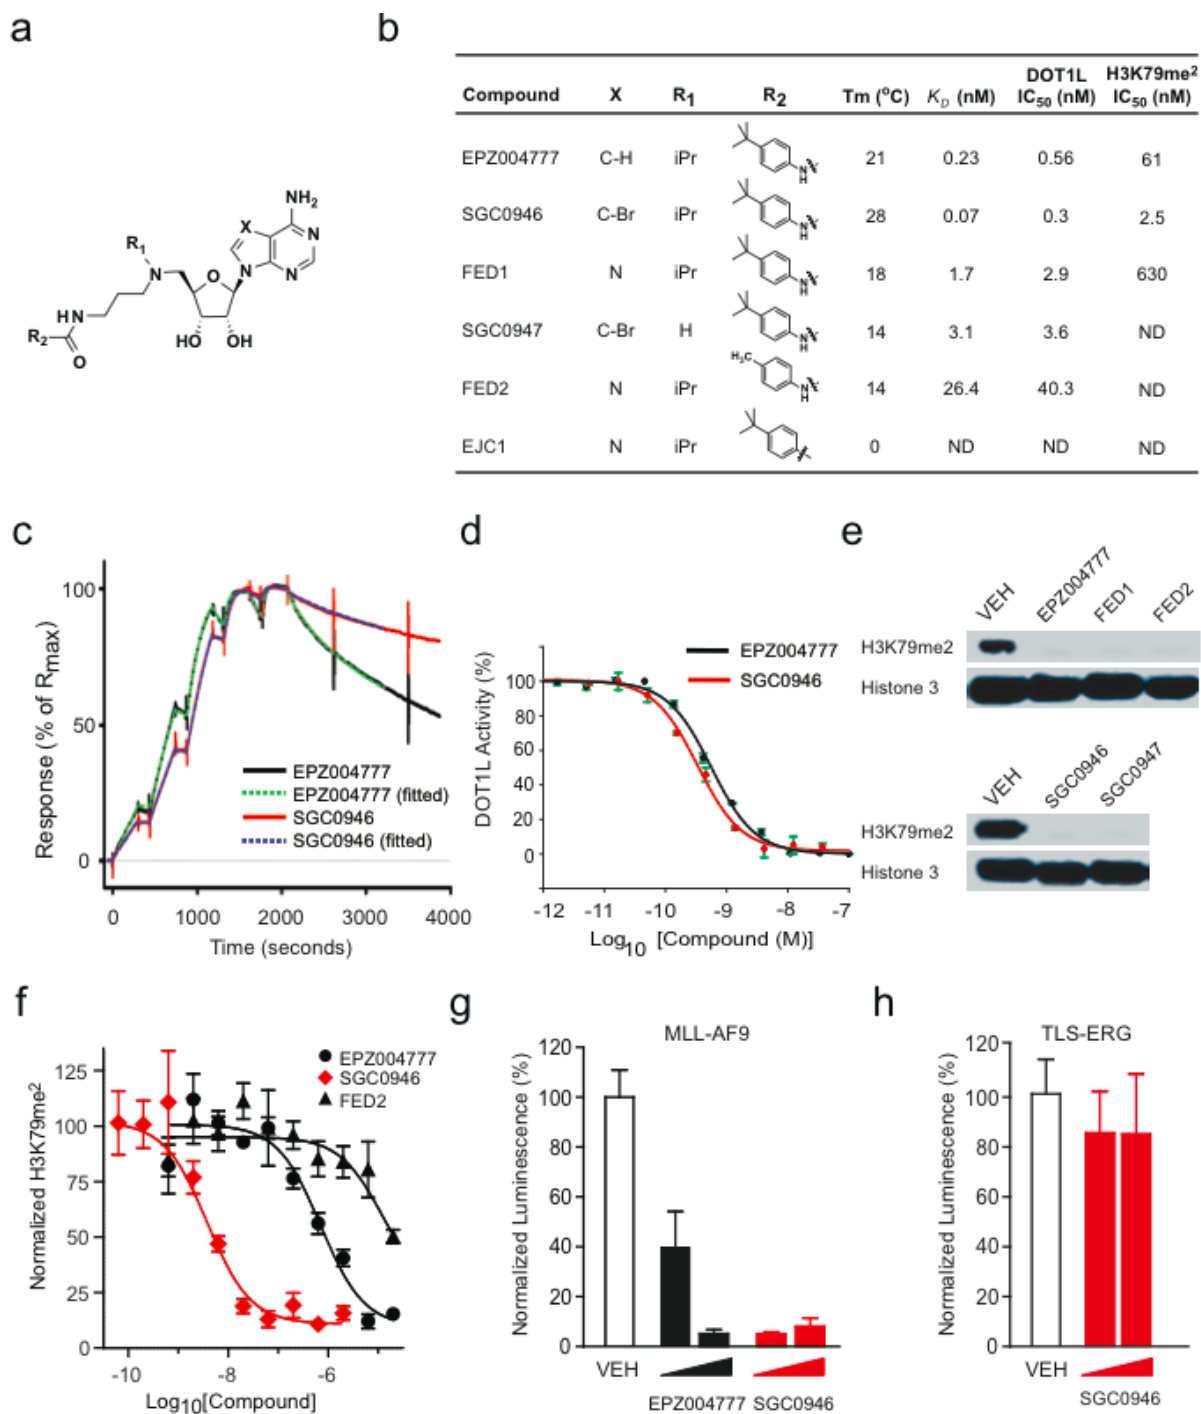 a
b
Compound X R1 R2 Tm (°C) KD (nM) DOT1L IC50 (nM) H3K79me2 IC50 (nM)
EPZ004777 C-H iPr N H 21 0.23 0.56 61
SGC0946 C-Br iPr N H 28 0.07 0.3 2.5
FED1 N iPr N H 18 1.7 2.9 630
SGC0947 C-Br H N H 14 3.1 3.6 ND
FED2 N iPr H3C N H 14 26.4 40.3 ND
EJC1 N iPr 0 ND ND ND
NH2
X N
R1
N O N N
HN
R2 HO OH
O
c
Response (% of Rmax)
100
50
0
EPZ004777
EPZ004777 (fitted)
SGC0946
SGC0946 (fitted)
0 1000 2000 3000 4000
Time (seconds)
d
DOT1L Activity (%)
EPZ004777
SGC0946
100
80
60
40
20
0
-12 -11 -10 -9 -8 -7
Log10 [Compound (M)]
e
VEH EPZ004777 FED1 FED2
H3K79me2
Histone 3
VEH SGC0946 SGC0947
H3K79me2
Histone 3
f
Normalized H3K79me2
EPZ004777
SGC0946
FED2
125
100
75
50
25
0
-10 -8 -6
Log10[Compound]
g
MLL-AF9
Normalized Luminescence (%)
120
100
80
60
40
20
0
VEH
EPZ004777 SGC0946
h
TLS-ERG
Normalized Luminescence (%)
120
100
80
60
40
20
0
VEH
SGC0946